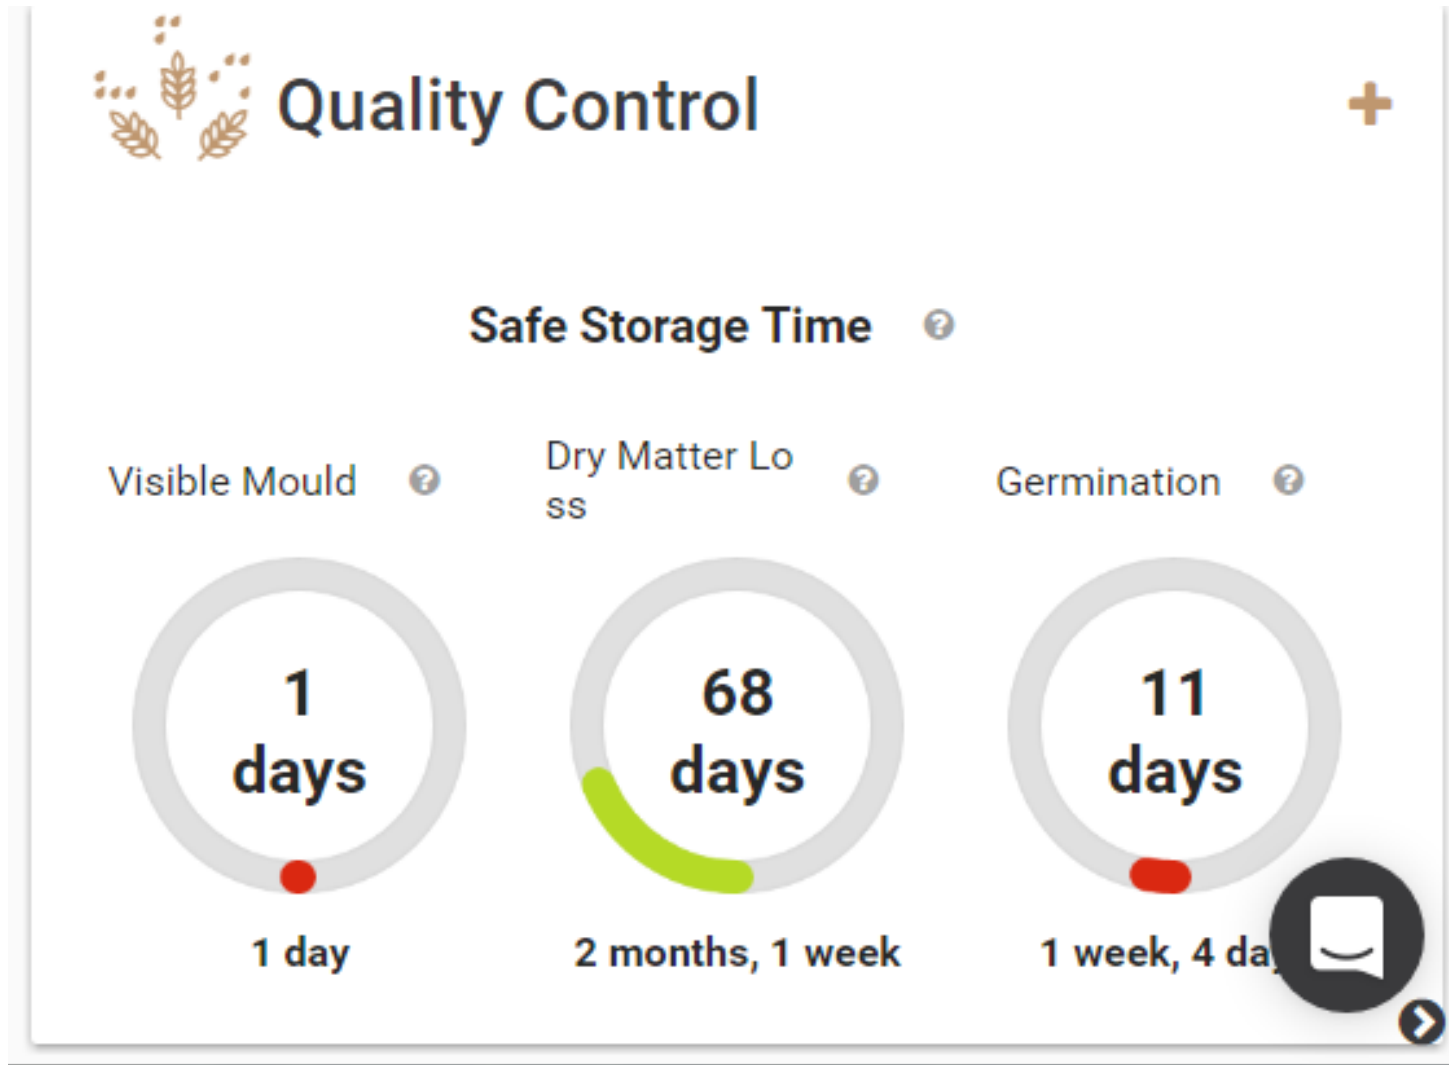 Quality Control
Safe Storage Time
Visible Mould
Dry Matter Lo
ss
Germination
1
days
68
days
11
days
1 day
2 months, 1 week
1 week, 4